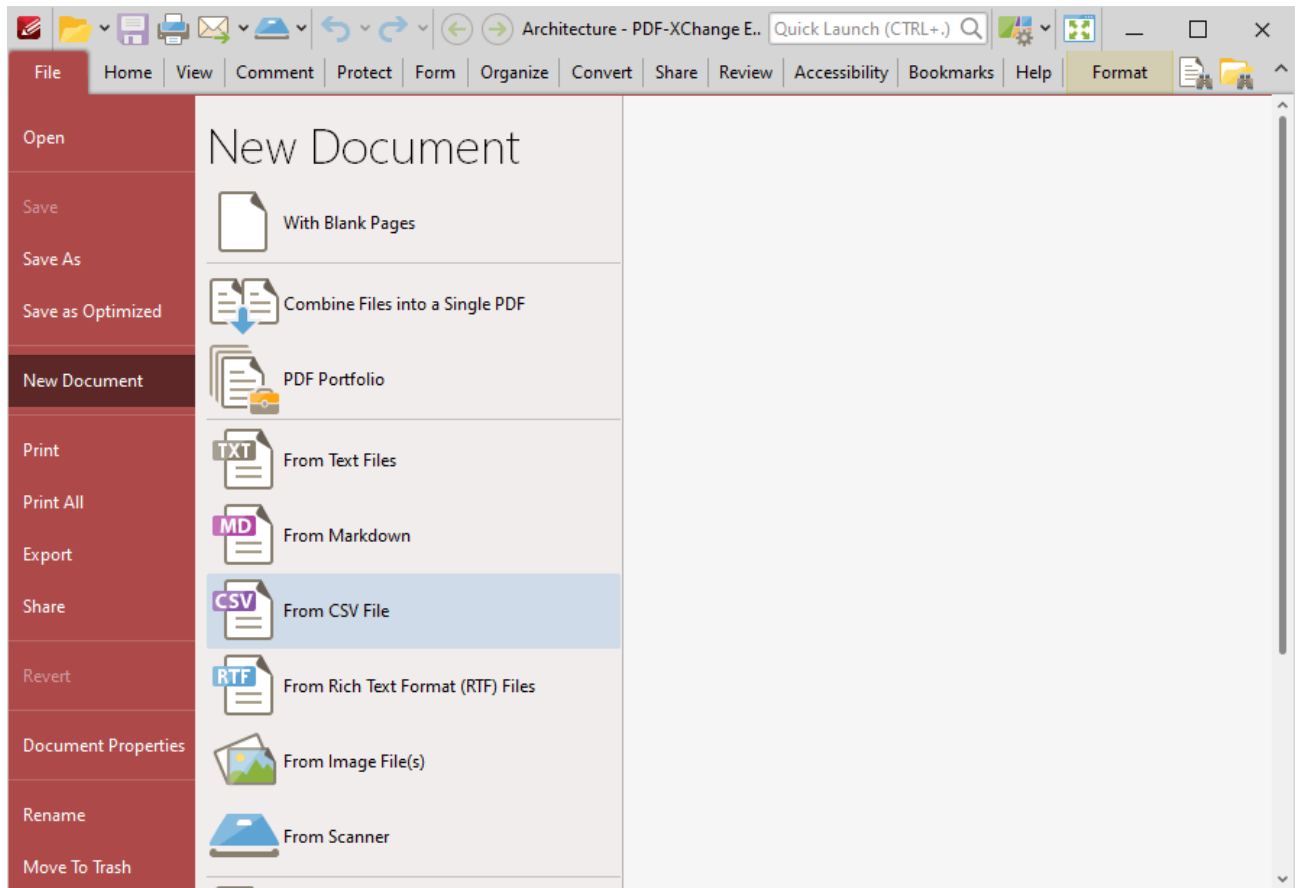 Architecture - PDF-XChange E.. Quick Launch (CTRL+.)
File Home View Comment Protect Form Organize Convert Share Review Accessibility Bookmarks Help Format
Open
Save
Save As
Save as Optimized
New Document
Print
Print All
Export
Share
Revert
Document Properties
Rename
Move To Trash
New Document
With Blank Pages
Combine Files into a Single PDF
PDF Portfolio
TXT From Text Files
MD From Markdown
CSV From CSV File
RTF From Rich Text Format (RTF) Files
From Image File(s)
From Scanner